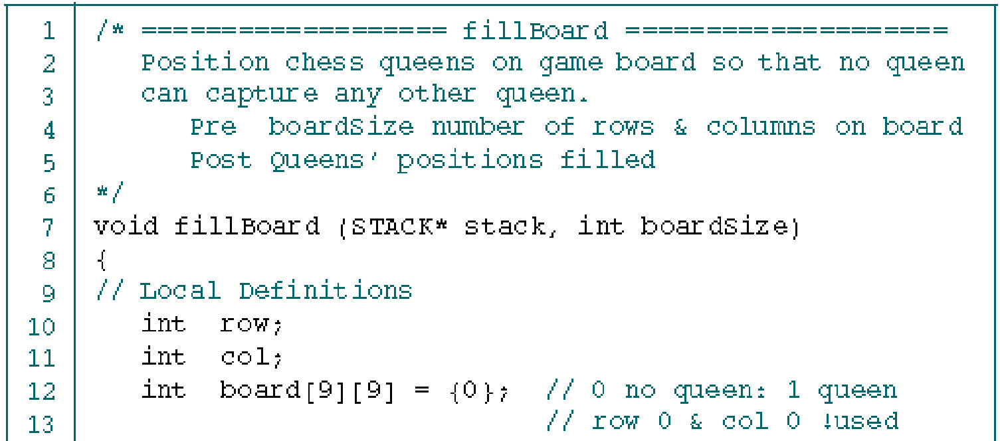 1 /* =================== fillBoard ====================
2 Position chess queens on game board so that no queen
3 can capture any other queen.
4 Pre boardSize number of rows & columns on board
5 Post Queens' positions filled
6 */
7 void fillBoard (STACK* stack, int boardSize)
8 {
9 // Local Definitions
10 int row;
11 int col;
12 int board[9][9] = {0}; // 0 no queen: 1 queen
13 // row 0 & col 0 !used